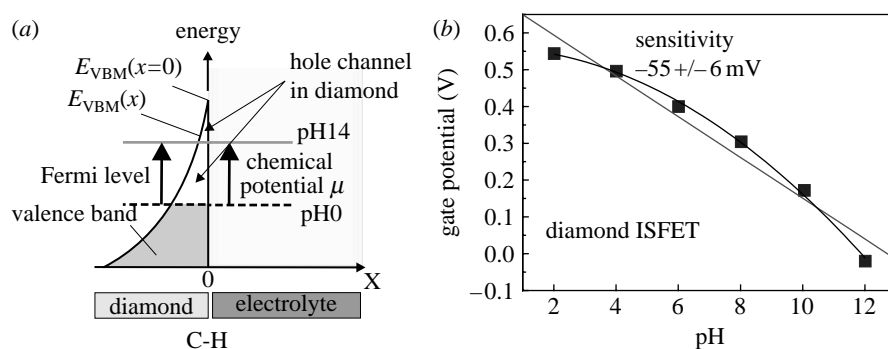 (a)
energy
E_VBM(x=0)
E_VBM(x)
hole channel
in diamond
pH14
Fermi level
chemical
potential μ
valence band
pH0
0
X
diamond
electrolyte
C-H
(b)
gate potential (V)
0.6
0.5
0.4
0.3
0.2
0.1
0.0
–0.1
sensitivity
–55 +/– 6 mV
diamond ISFET
2 4 6 8 10 12
pH